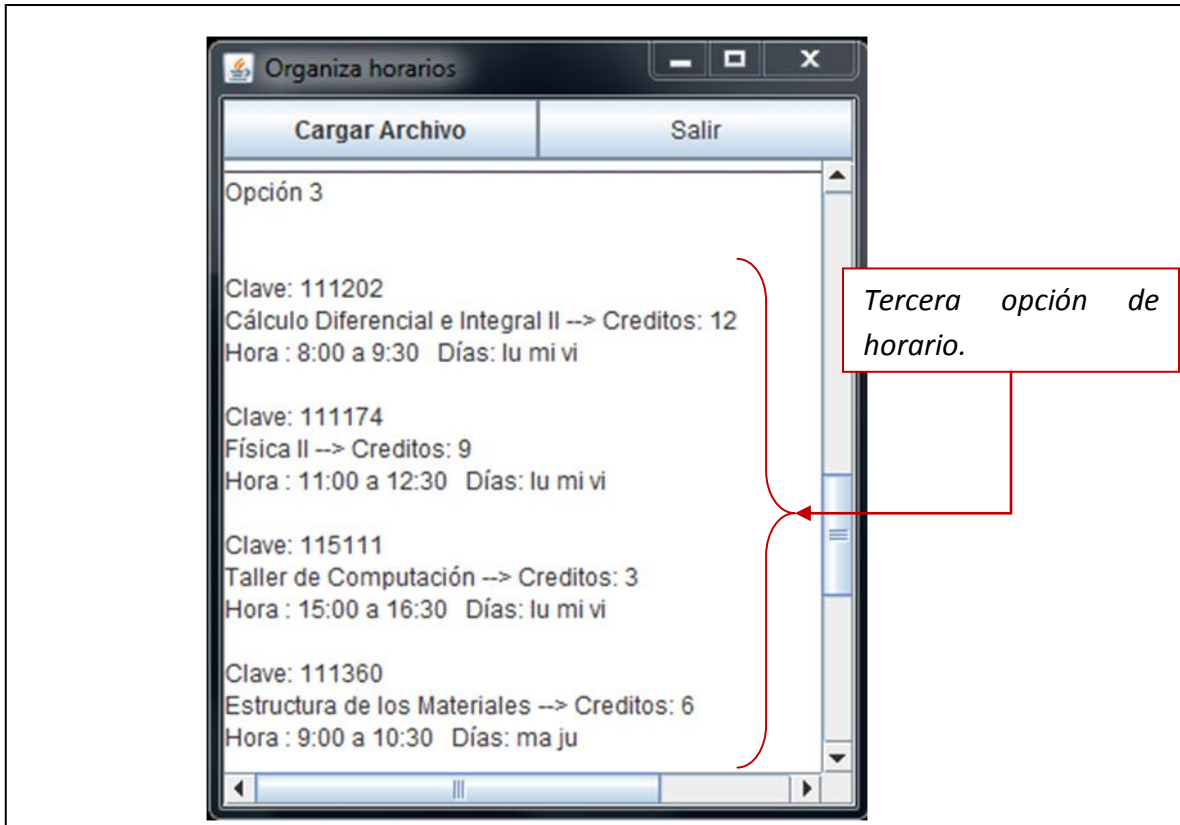 Organiza horarios
Cargar Archivo Salir
Opción 3
Clave: 111202
Cálculo Diferencial e Integral II --> Creditos: 12
Hora : 8:00 a 9:30 Días: lu mi vi
Clave: 111174
Física II --> Creditos: 9
Hora : 11:00 a 12:30 Días: lu mi vi
Clave: 115111
Taller de Computación --> Creditos: 3
Hora : 15:00 a 16:30 Días: lu mi vi
Clave: 111360
Estructura de los Materiales --> Creditos: 6
Hora : 9:00 a 10:30 Días: ma ju
Tercera opción de
horario.